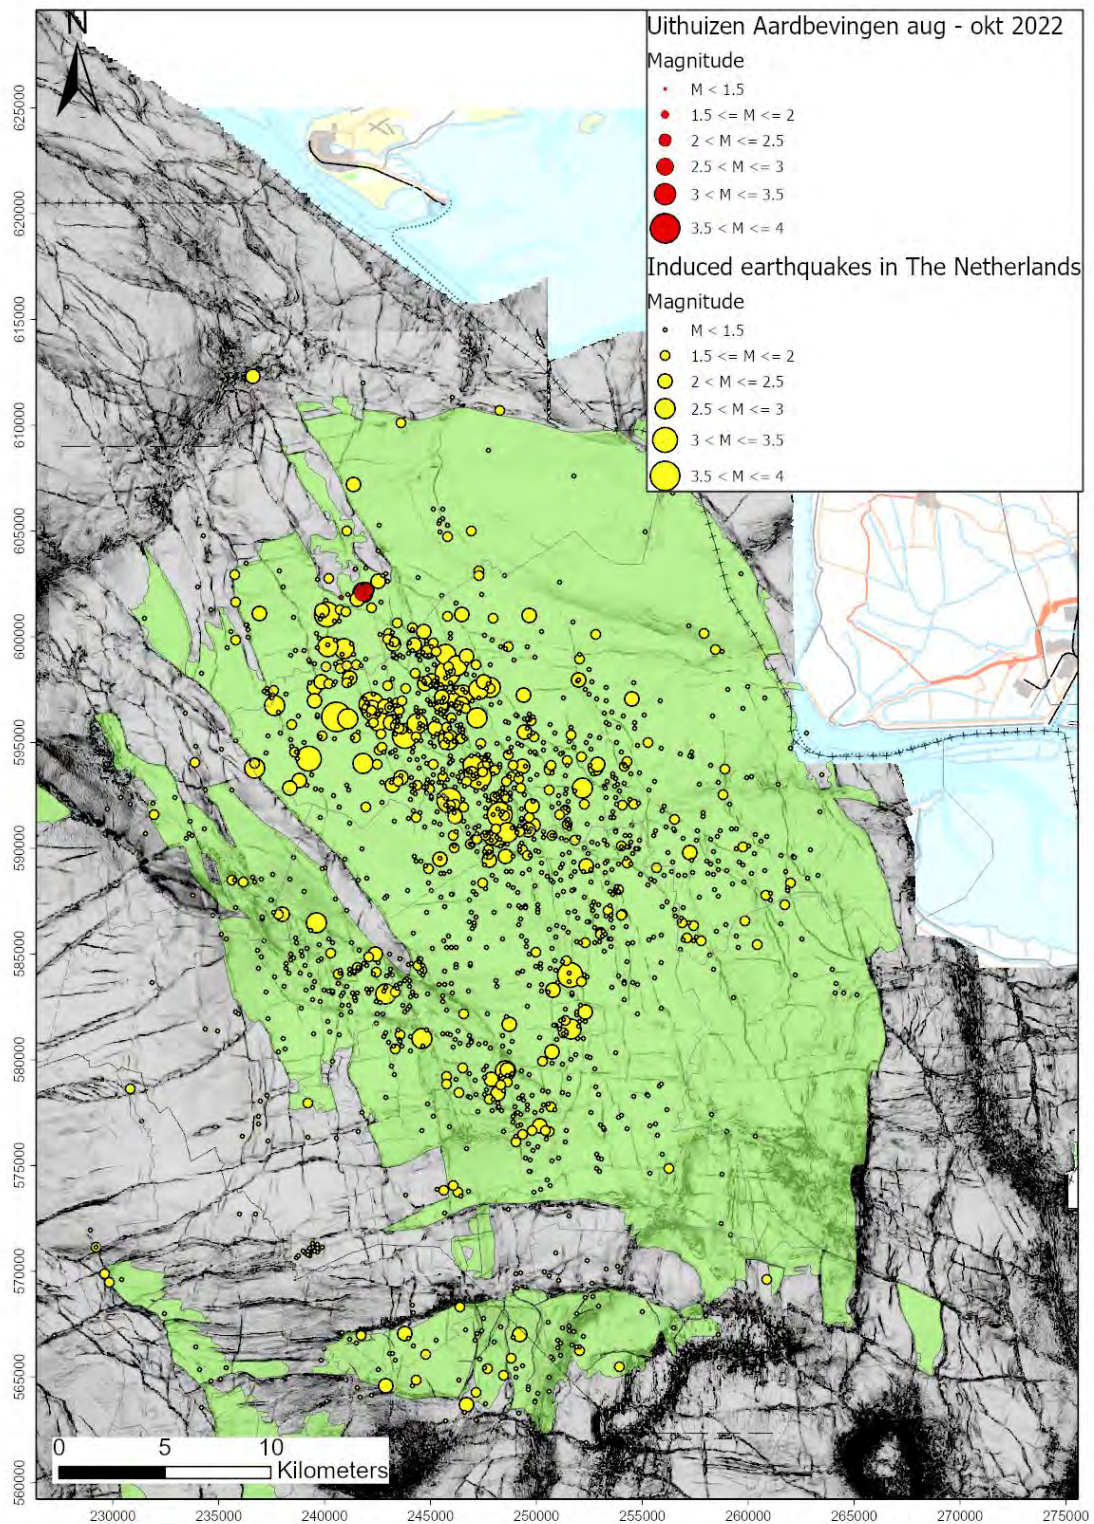 N
Uithuizen Aardbevingen aug - okt 2022
Magnitude
M < 1.5
1.5 <= M <= 2
2 < M <= 2.5
2.5 < M <= 3
3 < M <= 3.5
3.5 < M <= 4
Induced earthquakes in The Netherlands
Magnitude
M < 1.5
1.5 <= M <= 2
2 < M <= 2.5
2.5 < M <= 3
3 < M <= 3.5
3.5 < M <= 4
625000
620000
615000
610000
605000
600000
595000
590000
585000
580000
575000
570000
565000
560000
0 5 10
Kilometers
230000 235000 240000 245000 250000 255000 260000 265000 270000 275000